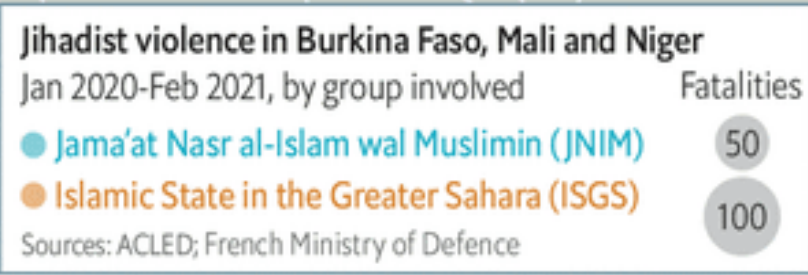 Jihadist violence in Burkina Faso, Mali and Niger
Jan 2020-Feb 2021, by group involved
Fatalities
Jama’at Nasr al-Islam wal Muslimin (JNIM)
50
Islamic State in the Greater Sahara (ISGS)
100
Sources: ACLED; French Ministry of Defence